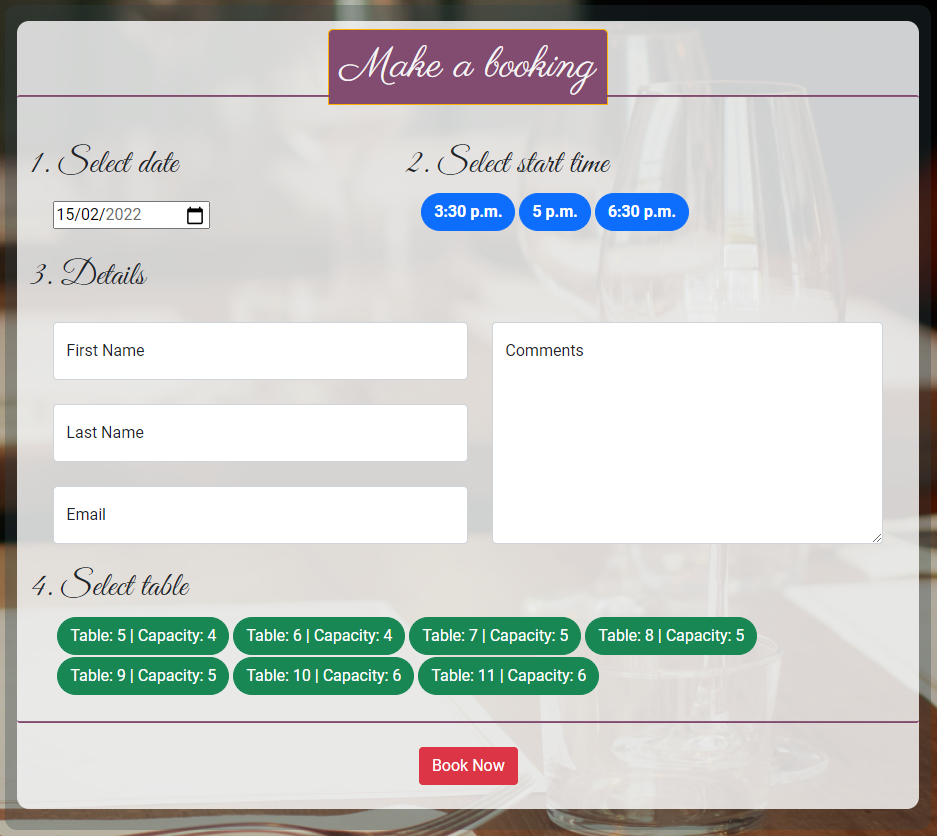 Make a booking
1. Select date
2. Select start time
15/02/2022
3:30 p.m. 5 p.m. 6:30 p.m.
3. Details
First Name
Comments
Last Name
Email
4. Select table
Table: 5 | Capacity: 4 Table: 6 | Capacity: 4 Table: 7 | Capacity: 5 Table: 8 | Capacity: 5
Table: 9 | Capacity: 5 Table: 10 | Capacity: 6 Table: 11 | Capacity: 6
Book Now